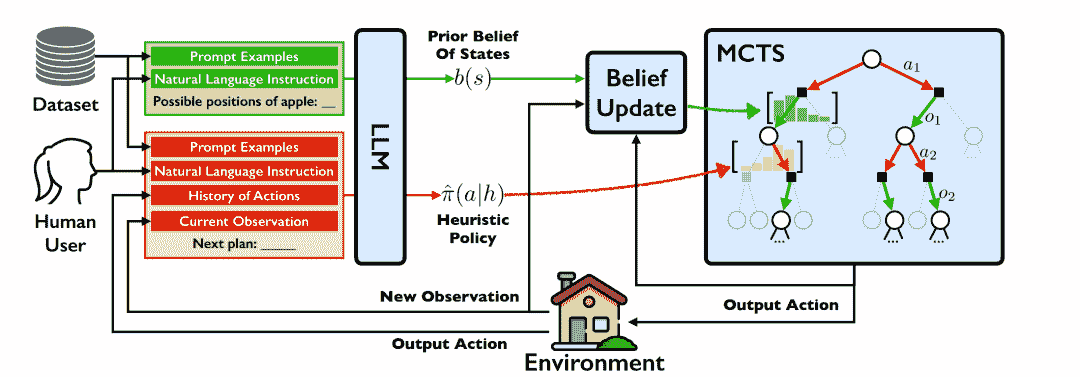 Dataset
Human
User
Prompt Examples
Natural Language Instruction
Possible positions of apple: __
Prompt Examples
Natural Language Instruction
History of Actions
Current Observation
Next plan: _____
LLM
Prior Belief
Of States
b(s)
π̂(a|h)
Heuristic
Policy
Belief
Update
MCTS
a₁
o₁
a₂
o₂
...
...
...
New Observation
Output Action
Output Action
Environment